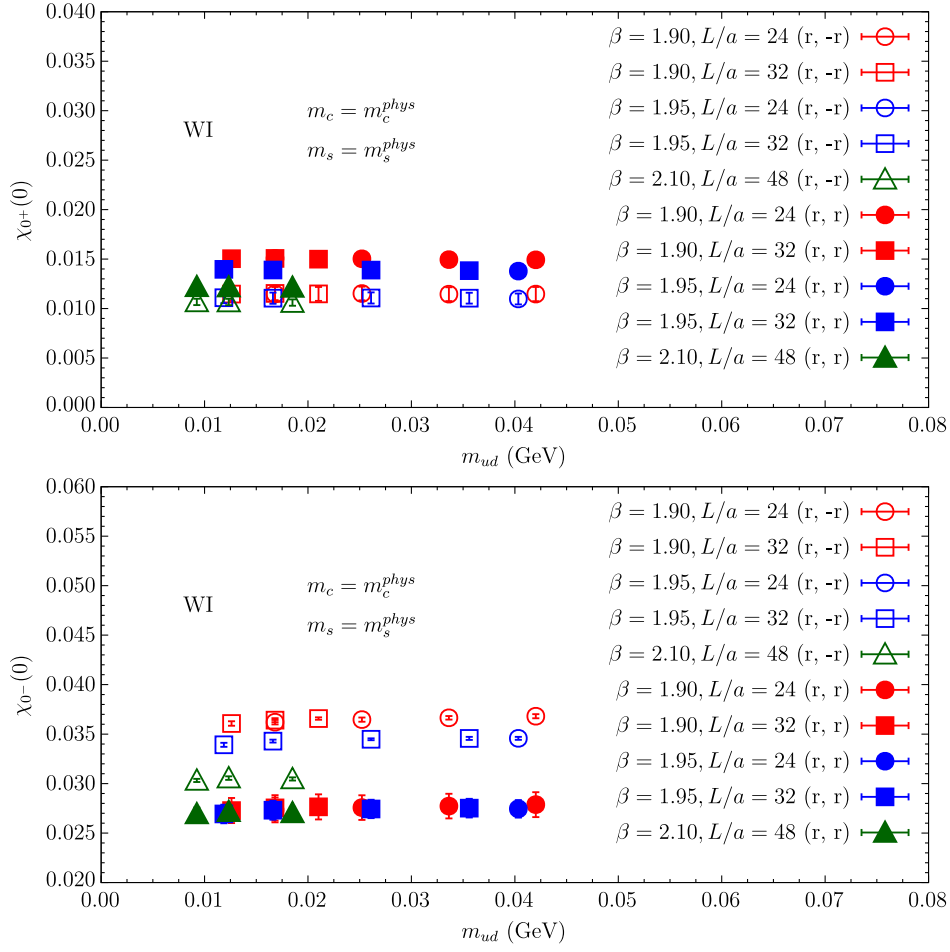 0.040
0.035
0.030
0.025
0.020
0.015
0.010
0.005
0.000
χ₀⁺(0)
WI
m_c = m_c^{phys}
m_s = m_s^{phys}
β = 1.90, L/a = 24 (r, -r)
β = 1.90, L/a = 32 (r, -r)
β = 1.95, L/a = 24 (r, -r)
β = 1.95, L/a = 32 (r, -r)
β = 2.10, L/a = 48 (r, -r)
β = 1.90, L/a = 24 (r, r)
β = 1.90, L/a = 32 (r, r)
β = 1.95, L/a = 24 (r, r)
β = 1.95, L/a = 32 (r, r)
β = 2.10, L/a = 48 (r, r)
0.00 0.01 0.02 0.03 0.04 0.05 0.06 0.07 0.08
m_{ud} (GeV)
0.060
0.055
0.050
0.045
0.040
0.035
0.030
0.025
0.020
χ₀⁻(0)
WI
m_c = m_c^{phys}
m_s = m_s^{phys}
β = 1.90, L/a = 24 (r, -r)
β = 1.90, L/a = 32 (r, -r)
β = 1.95, L/a = 24 (r, -r)
β = 1.95, L/a = 32 (r, -r)
β = 2.10, L/a = 48 (r, -r)
β = 1.90, L/a = 24 (r, r)
β = 1.90, L/a = 32 (r, r)
β = 1.95, L/a = 24 (r, r)
β = 1.95, L/a = 32 (r, r)
β = 2.10, L/a = 48 (r, r)
0.00 0.01 0.02 0.03 0.04 0.05 0.06 0.07 0.08
m_{ud} (GeV)